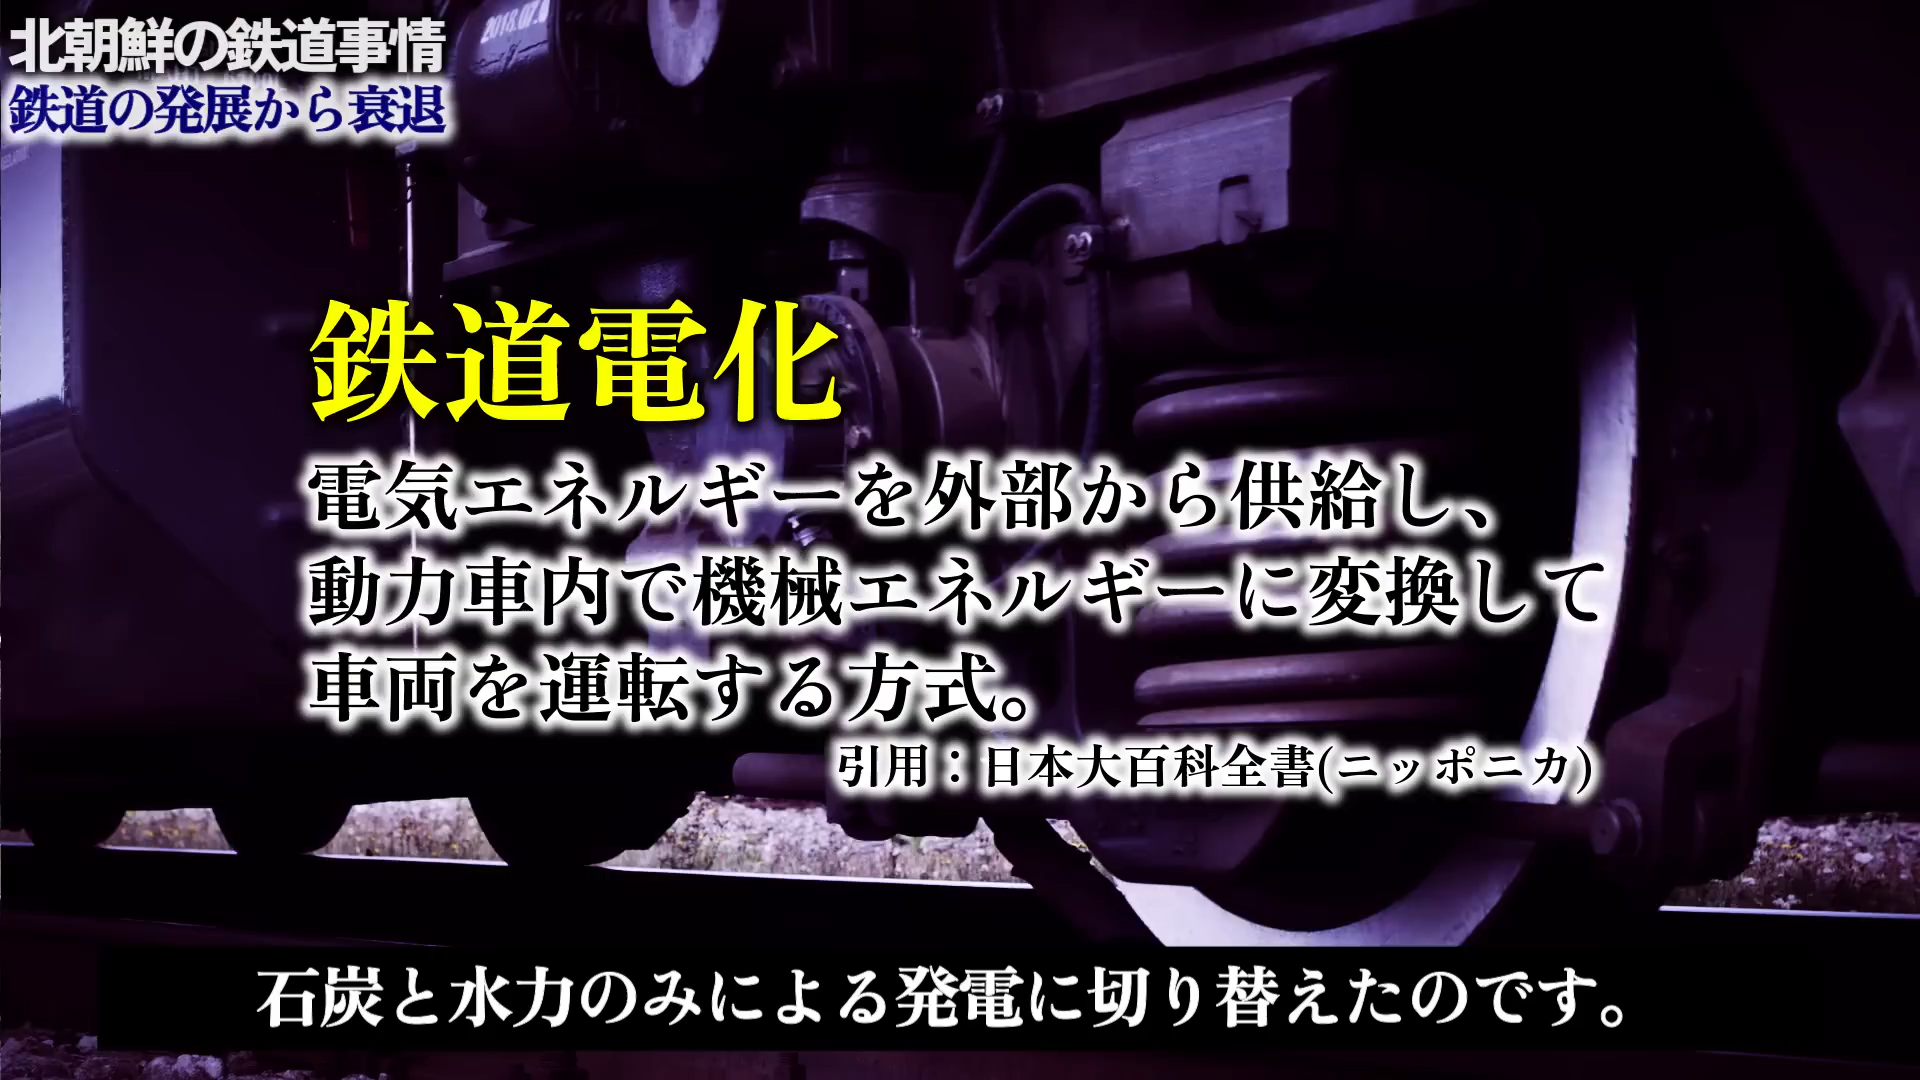 北朝鮮の鉄道事情
鉄道の発展から衰退
鉄道電化
電気エネルギーを外部から供給し、
動力車内で機械エネルギーに変換して
車両を運転する方式。
引用：日本大百科全書(ニッポニカ)
石炭と水力のみによる発電に切り替えたのです。